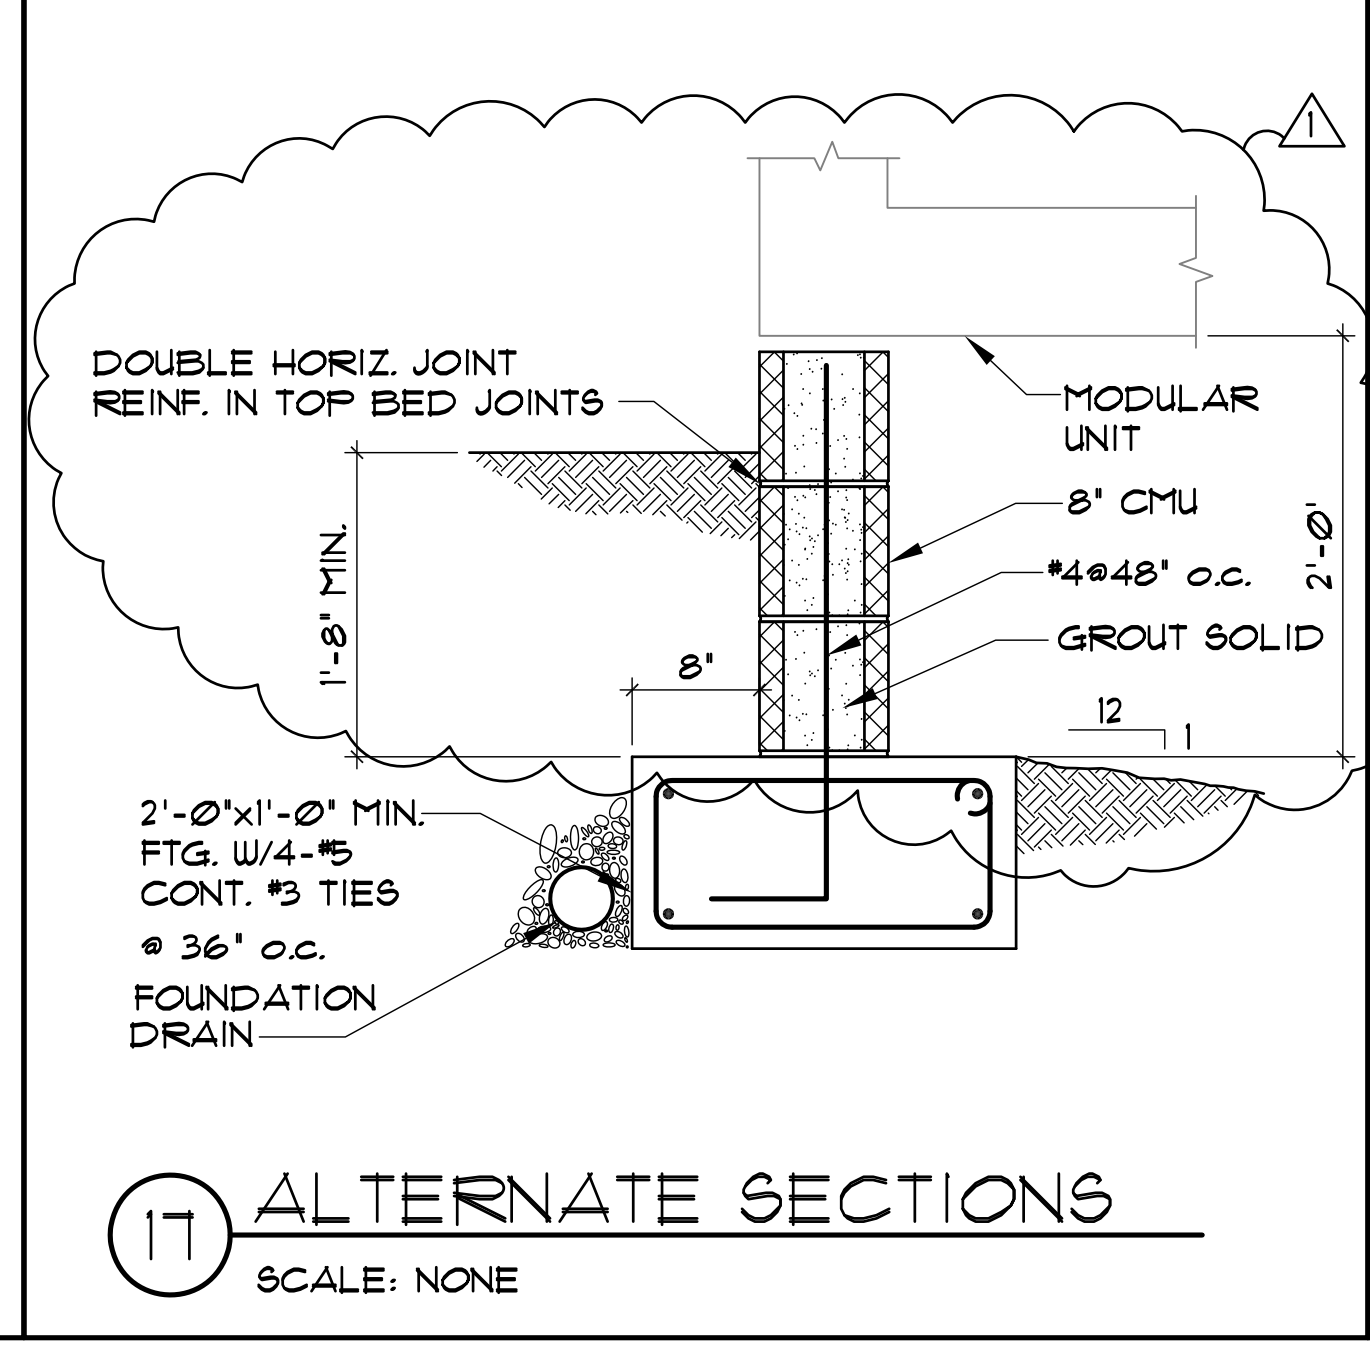 1
DOUBLE HORIZ. JOINT
REINF. IN TOP BED JOINTS
MODULAR
UNIT
8" CMU
#4@48" O.C.
GROUT SOLID
2'-0"
1'-8" MIN.
8"
12
1
2'-0"x1'-0" MIN.
FTG. W/4-#5
CONT. #3 TIES
@ 36" O.C.
FOUNDATION
DRAIN
17
ALTERNATE SECTIONS
SCALE: NONE